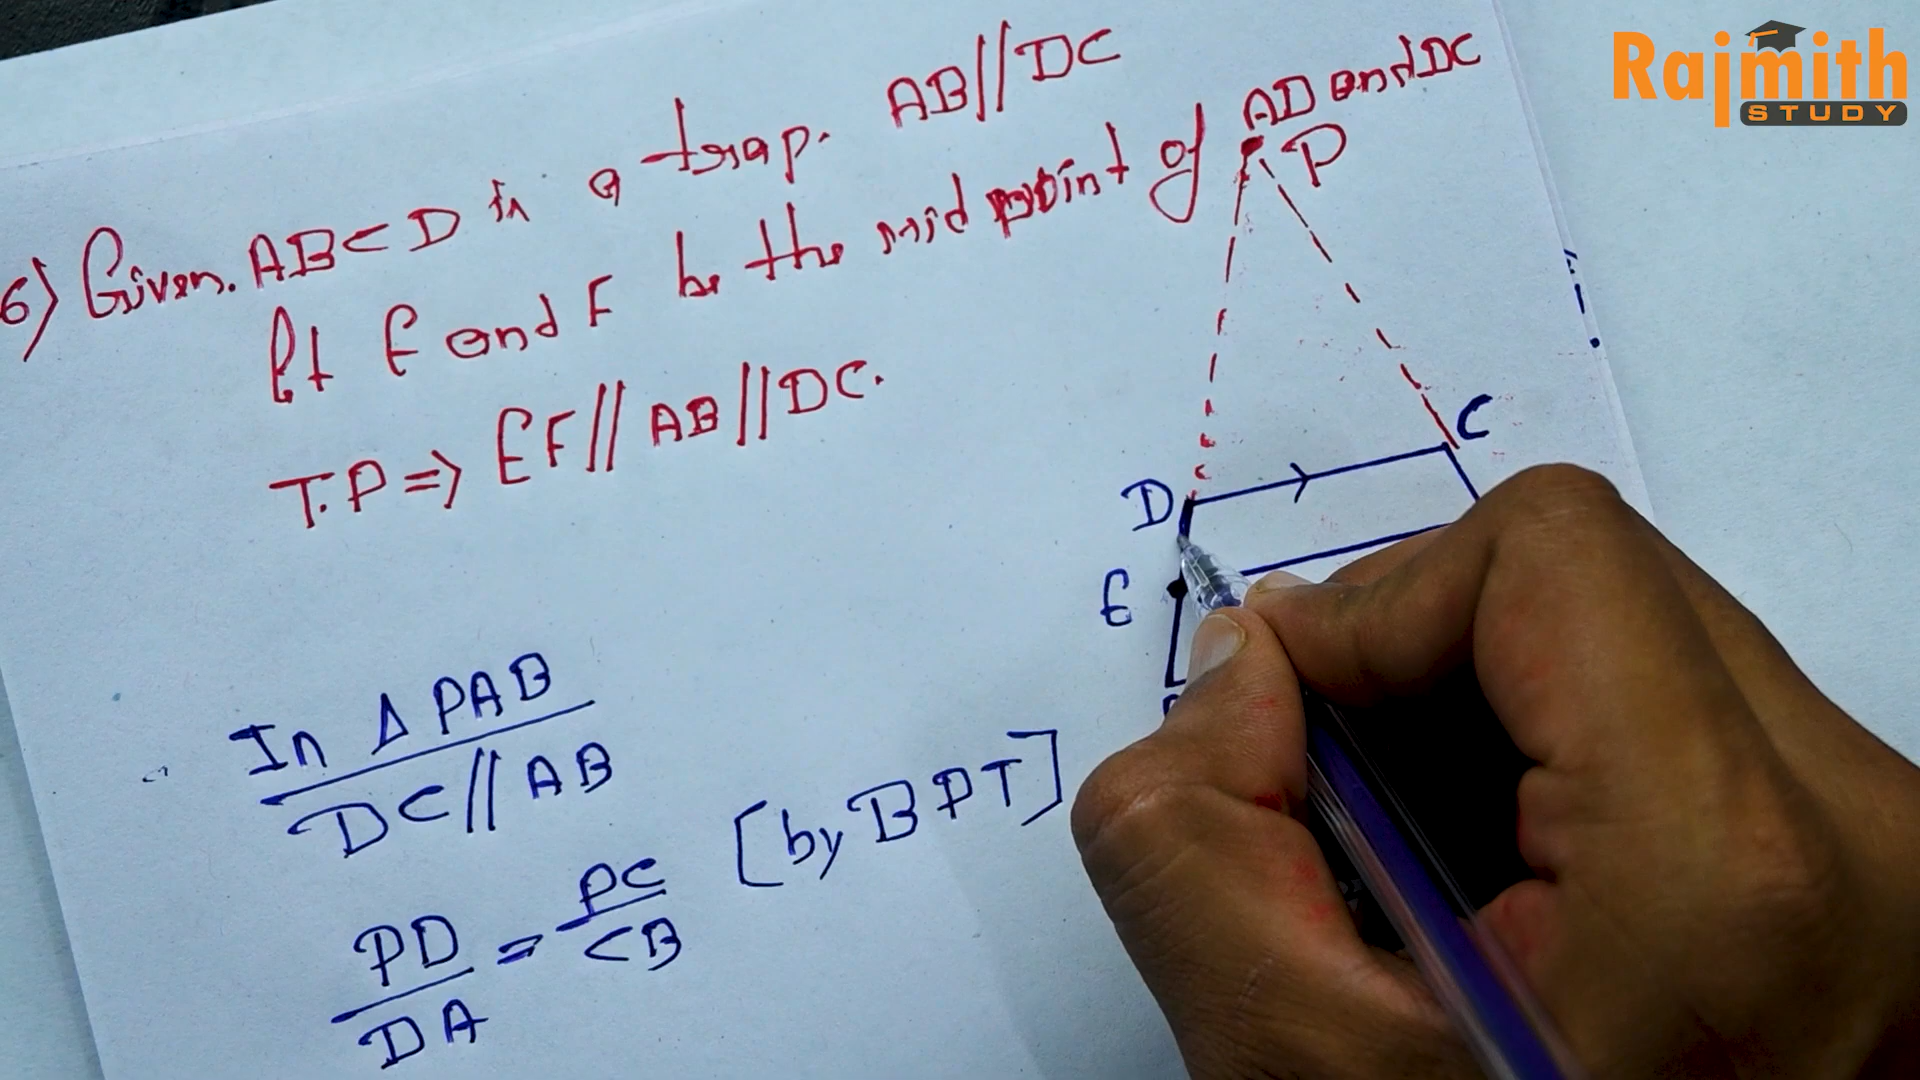 Rajmith
STUDY
6) Given. ABCD is a trap. AB//DC
let E and F be the mid point of AD and DC
T.P => EF // AB // DC.
P
C
D
E
In Δ PAB
DC // AB
PD/DA = PC/CB [by BPT]